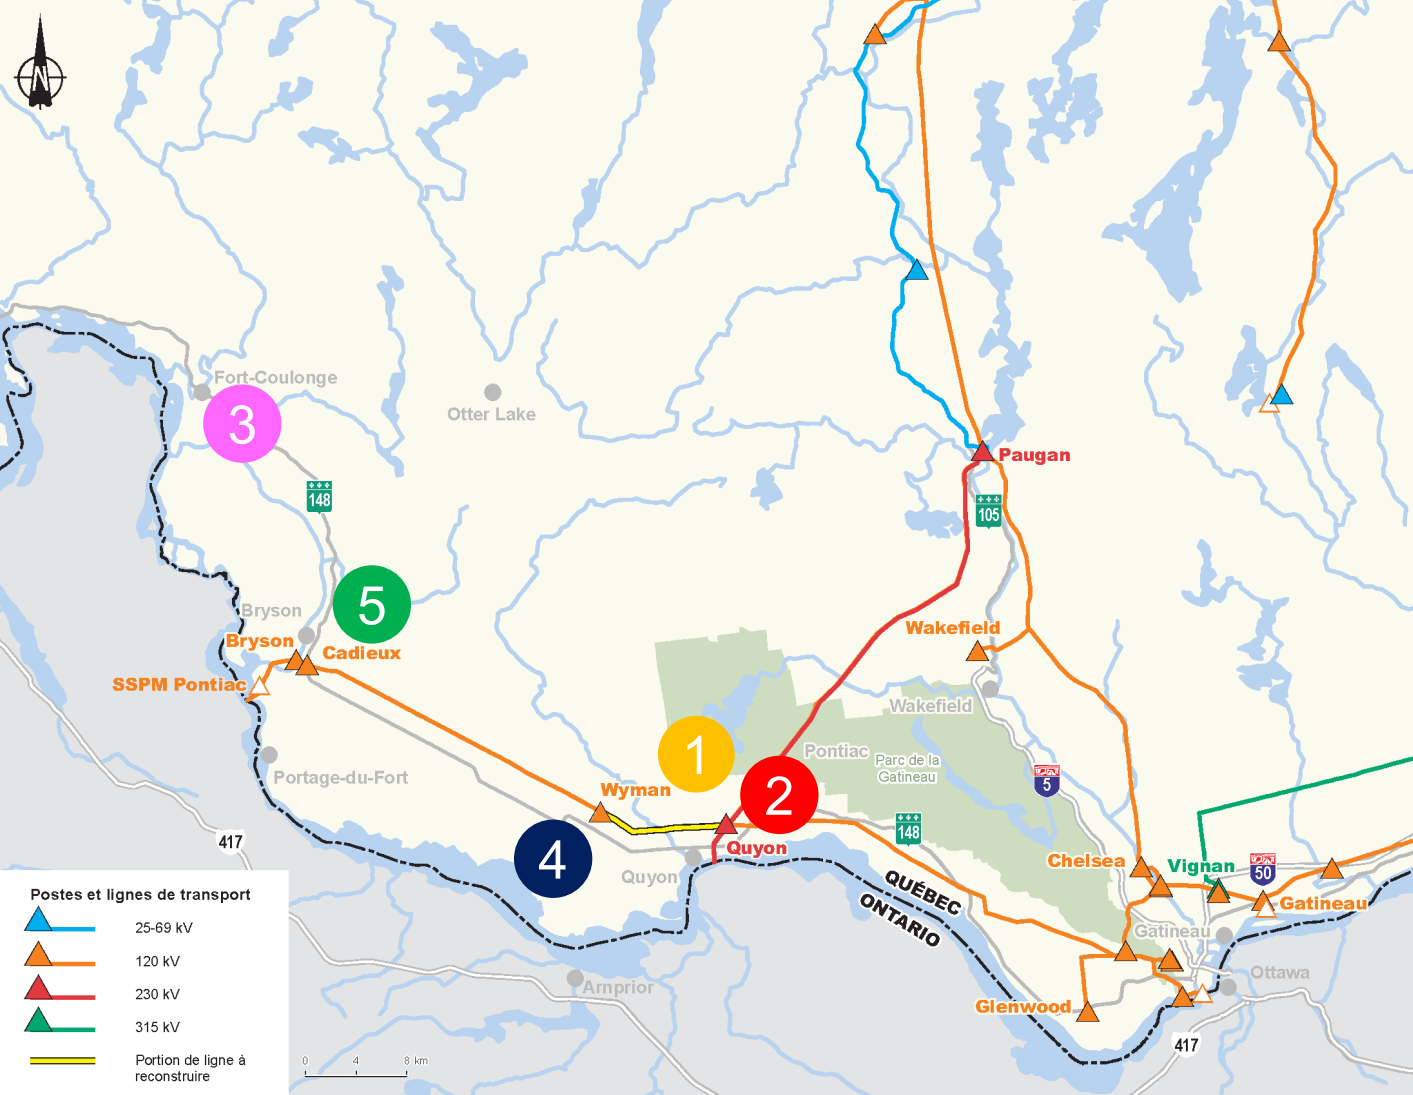 N
Fort-Coulonge
3
Otter Lake
148
Paugan
105
5
Bryson
Bryson
Cadieux
SSPM Pontiac
Wakefield
Wakefield
Portage-du-Fort
1
Pontiac
Parc de la
Gatineau
2
5
Wyman
417
148
4
Quyon
Quyon
QUÉBEC
ONTARIO
Chelsea
Vignan
50
Gatineau
Gatineau
Ottawa
Arnprior
Glenwood
417
Postes et lignes de transport
25-69 kV
120 kV
230 kV
315 kV
Portion de ligne à
reconstruire
0 4 8 km